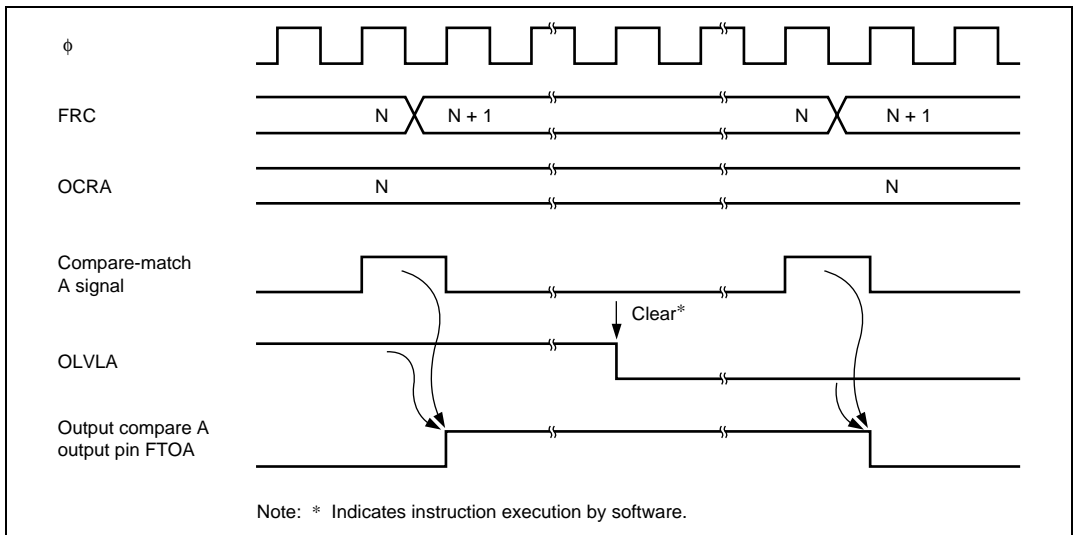 ϕ
FRC
N
N + 1
N
N + 1
OCRA
N
N
Compare-match
A signal
Clear*
OLVLA
Output compare A
output pin FTOA
Note: * Indicates instruction execution by software.